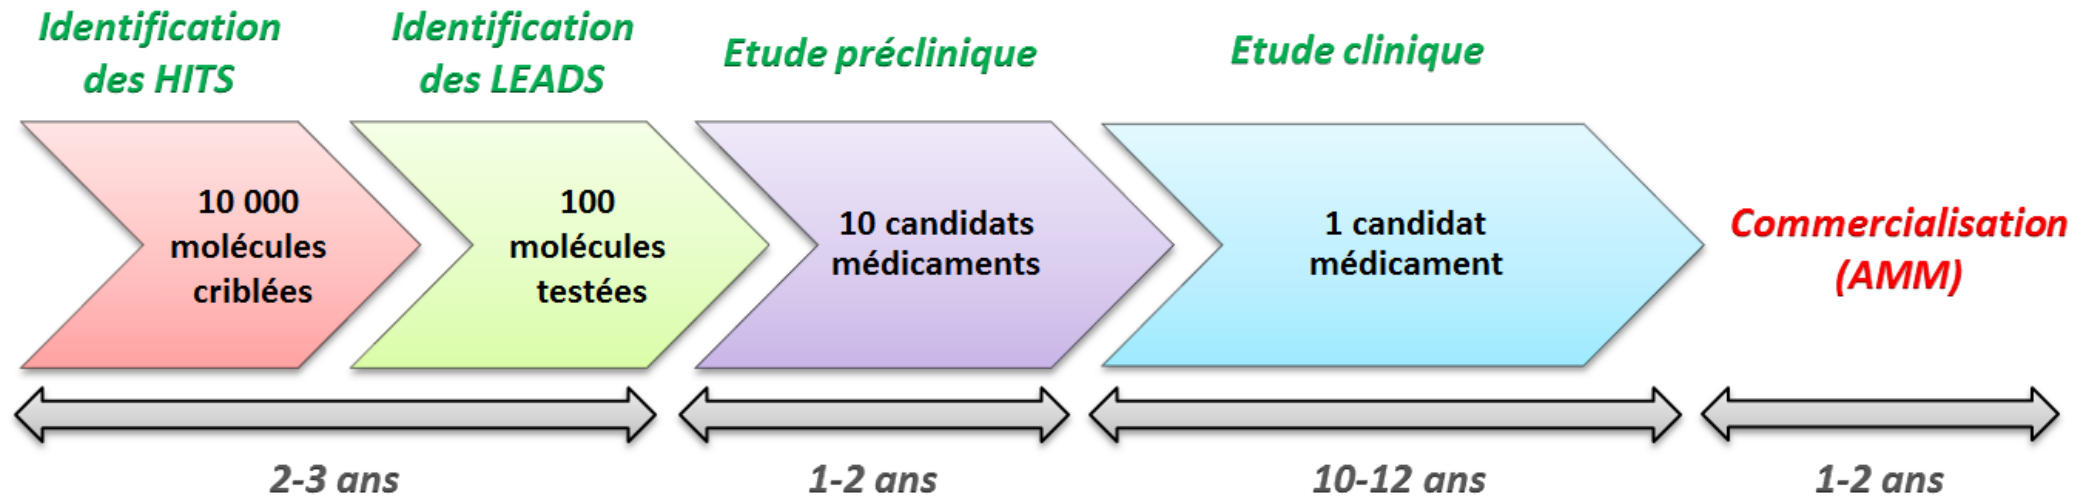 Identification
des HITS
Identification
des LEADS
Etude préclinique
Etude clinique
10 000
molécules
criblées
100
molécules
testées
10 candidats
médicaments
1 candidat
médicament
Commercialisation
(AMM)
2-3 ans
1-2 ans
10-12 ans
1-2 ans